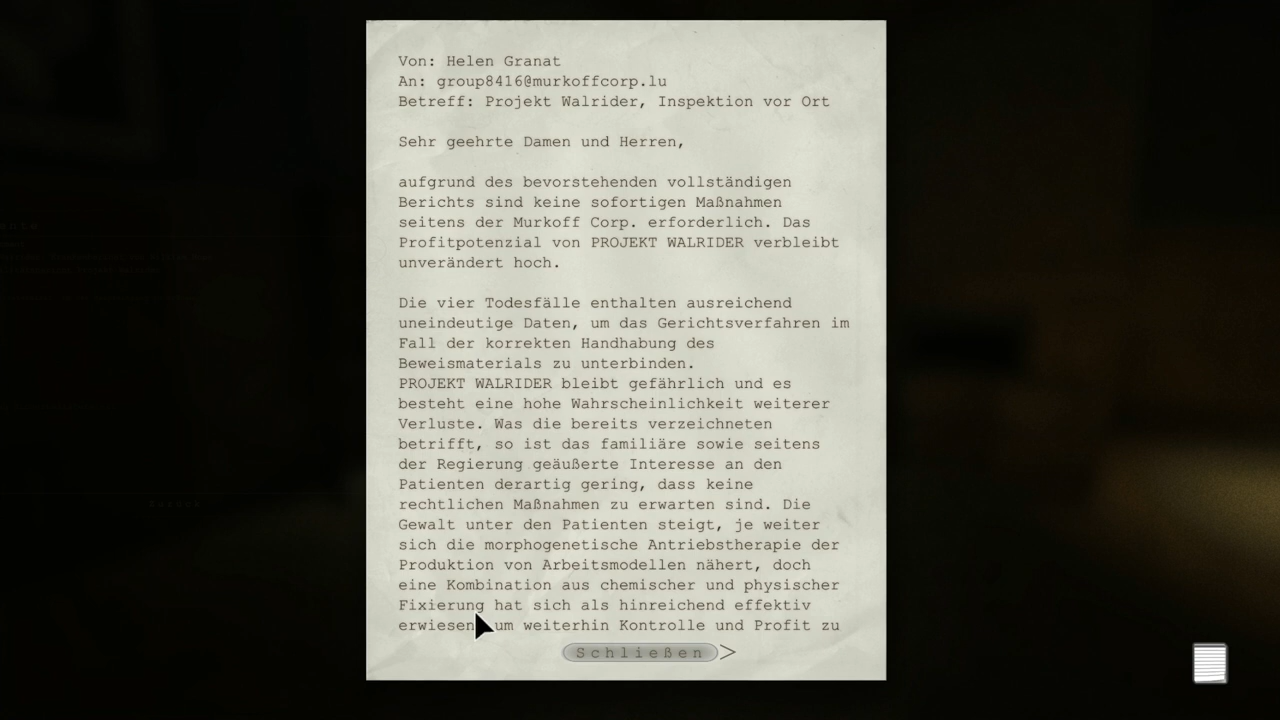 Von: Helen Granat
An: group8416@murkoffcorp.lu
Betreff: Projekt Walrider, Inspektion vor Ort
Sehr geehrte Damen und Herren,
aufgrund des bevorstehenden vollständigen
Berichts sind keine sofortigen Maßnahmen
seitens der Murkoff Corp. erforderlich. Das
Profitpotenzial von PROJEKT WALRIDER verbleibt
unverändert hoch.
Die vier Todesfälle enthalten ausreichend
uneindeutige Daten, um das Gerichtsverfahren im
Fall der korrekten Handhabung des
Beweismaterials zu unterbinden.
PROJEKT WALRIDER bleibt gefährlich und es
besteht eine hohe Wahrscheinlichkeit weiterer
Verluste. Was die bereits verzeichneten
betrifft, so ist das familiäre sowie seitens
der Regierung geäußerte Interesse an den
Patienten derartig gering, dass keine
rechtlichen Maßnahmen zu erwarten sind. Die
Gewalt unter den Patienten steigt, je weiter
sich die morphogenetische Antriebstherapie der
Produktion von Arbeitsmodellen nähert, doch
eine Kombination aus chemischer und physischer
Fixierung hat sich als hinreichend effektiv
erwiesen um weiterhin Kontrolle und Profit zu
Schließen >